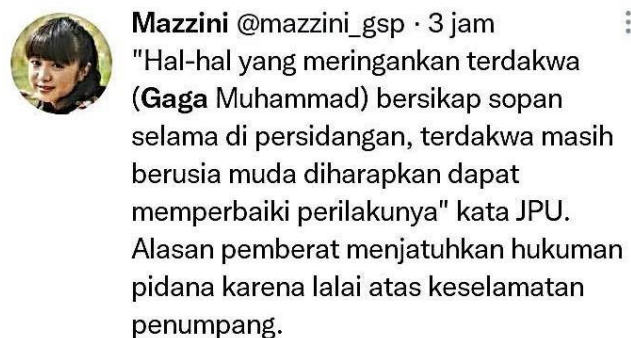 Mazzini @mazzini_gsp · 3 jam
"Hal-hal yang meringankan terdakwa
(Gaga Muhammad) bersikap sopan
selama di persidangan, terdakwa masih
berusia muda diharapkan dapat
memperbaiki perilakunya" kata JPU.
Alasan pemberat menjatuhkan hukuman
pidana karena lalai atas keselamatan
penumpang.